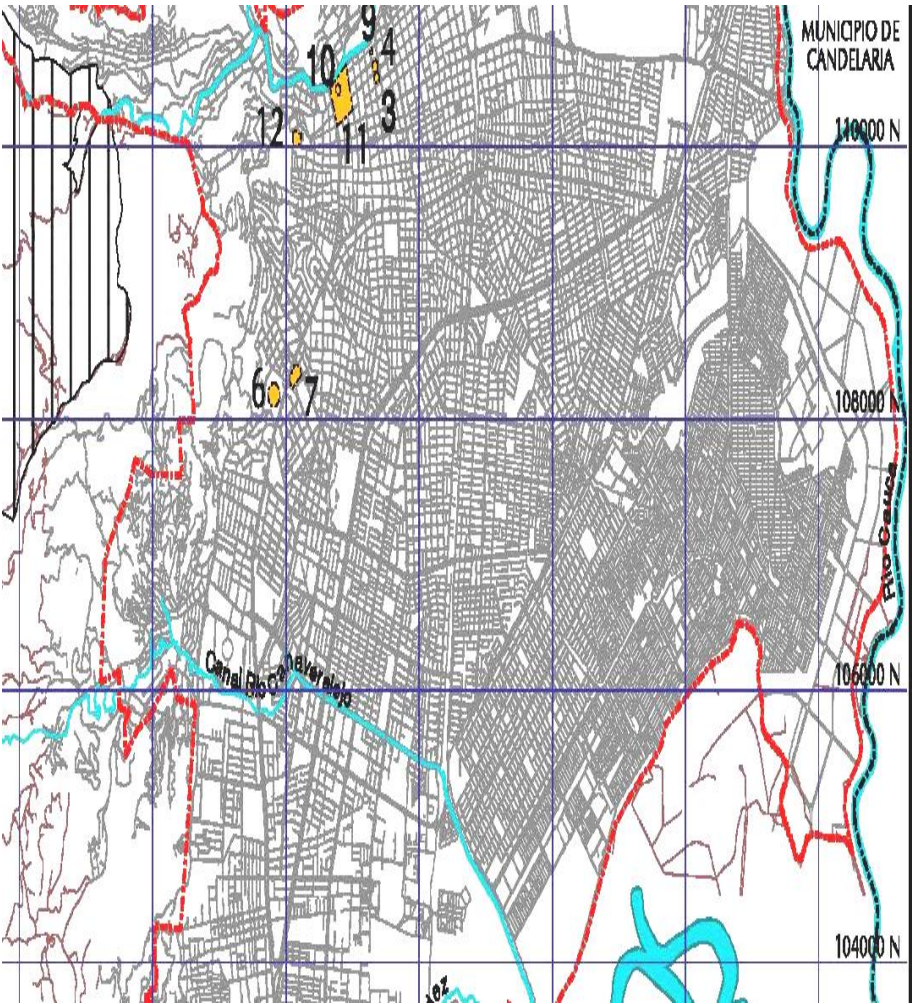 MUNICIPIO DE
CANDELARIA
9
4
10
3
12
11
110000 N
6
7
108000 N
Rio Cauca
Canal Rio Cañaveralejo
106000 N
104000 N